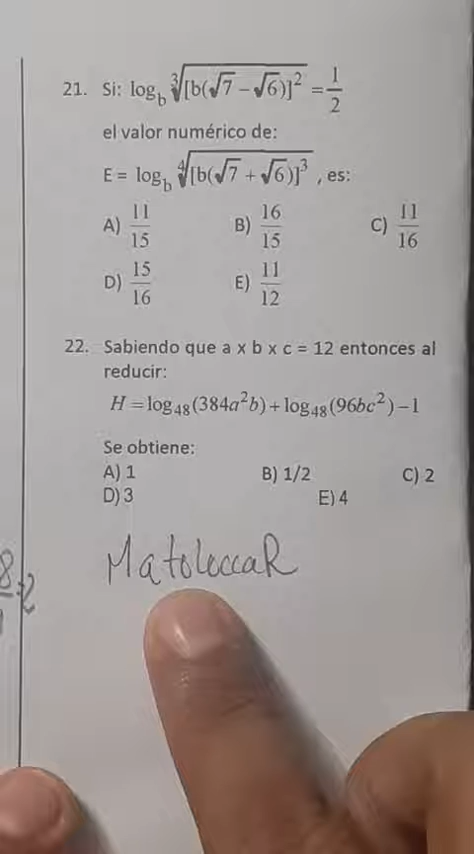 21. Si: log_b ∛[b(√7 − √6)]² = 1/2
el valor numérico de:
E = log_b ∜[b(√7 + √6)]³ , es:
A) 11/15 B) 16/15 C) 11/16
D) 15/16 E) 11/12
22. Sabiendo que a x b x c = 12 entonces al
reducir:
H = log₄₈(384a²b) + log₄₈(96bc²) − 1
Se obtiene:
A) 1 B) 1/2 C) 2
D) 3 E) 4
MatoleccaR